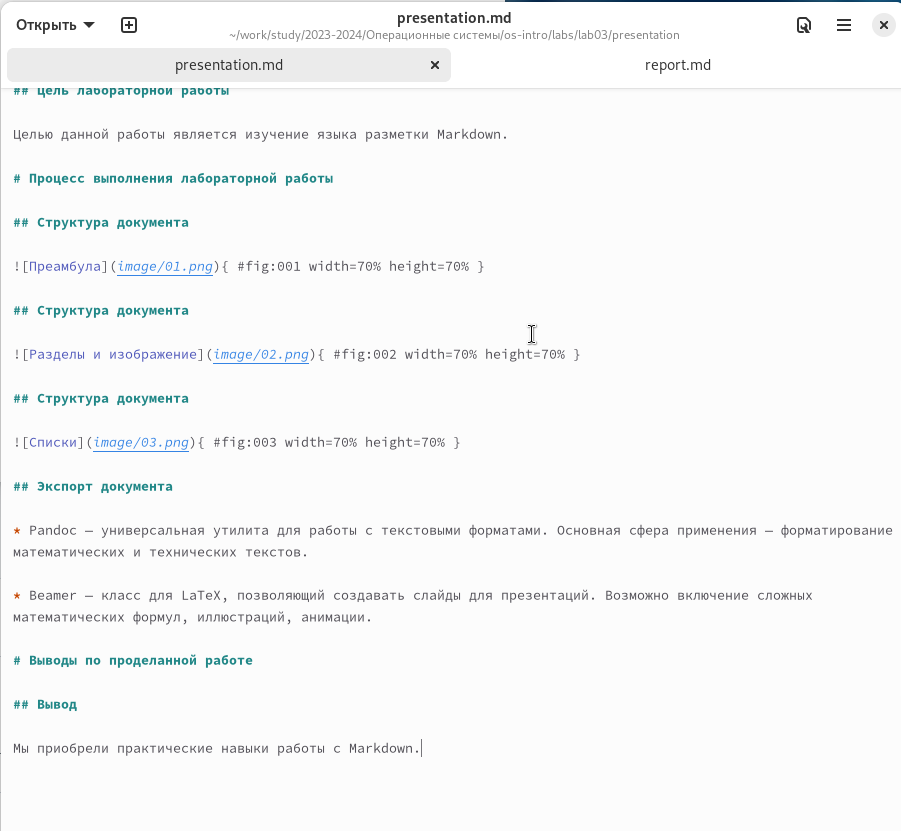 Открыть
presentation.md
~/work/study/2023-2024/Операционные системы/os-intro/labs/lab03/presentation
presentation.md
report.md
## Цель лабораторной работы
Целью данной работы является изучение языка разметки Markdown.
# Процесс выполнения лабораторной работы
## Структура документа
![Преамбула](image/01.png){ #fig:001 width=70% height=70% }
## Структура документа
![Разделы и изображение](image/02.png){ #fig:002 width=70% height=70% }
## Структура документа
![Списки](image/03.png){ #fig:003 width=70% height=70% }
## Экспорт документа
* Pandoc — универсальная утилита для работы с текстовыми форматами. Основная сфера применения — форматирование
математических и технических текстов.
* Beamer — класс для LaTeX, позволяющий создавать слайды для презентаций. Возможно включение сложных
математических формул, иллюстраций, анимации.
# Выводы по проделанной работе
## Вывод
Мы приобрели практические навыки работы с Markdown.